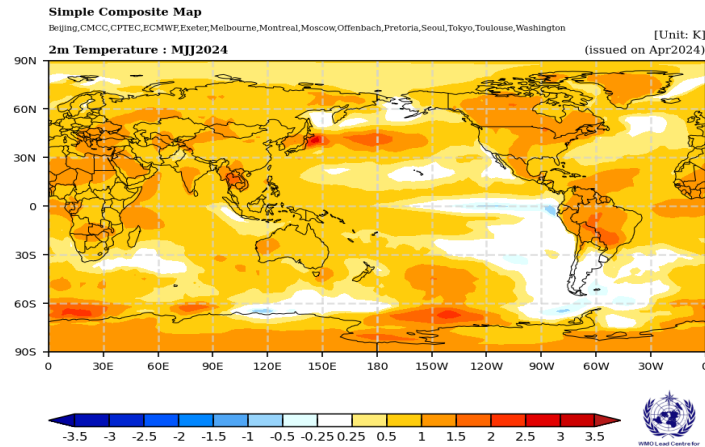 Simple Composite Map
Beijing,CMCC,CPTEC,ECMWF,Exeter,Melbourne,Montreal,Moscow,Offenbach,Pretoria,Seoul,Tokyo,Toulouse,Washington
[Unit: K]
2m Temperature : MJJ2024
(issued on Apr2024)
90N
60N
30N
0
30S
60S
90S
0 30E 60E 90E 120E 150E 180 150W 120W 90W 60W 30W 0
-3.5 -3 -2.5 -2 -1.5 -1 -0.5 -0.25 0.25 0.5 1 1.5 2 2.5 3 3.5
WMO Lead Centre for